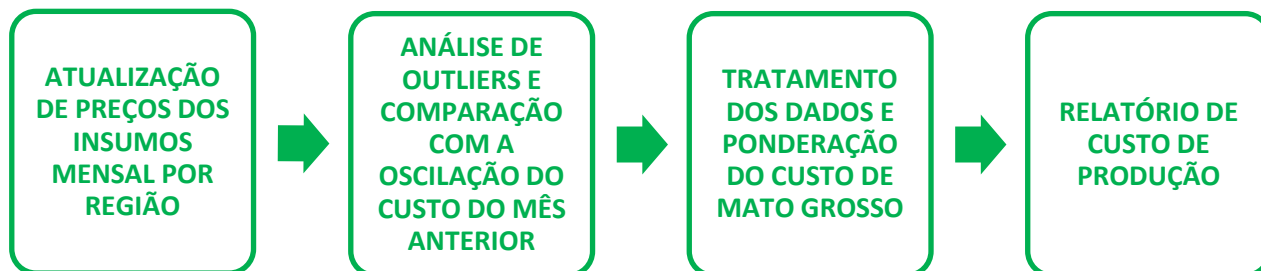 ATUALIZAÇÃO
DE PREÇOS DOS
INSUMOS
MENSAL POR
REGIÃO
ANÁLISE DE
OUTLIERS E
COMPARAÇÃO
COM A
OSCILAÇÃO DO
CUSTO DO MÊS
ANTERIOR
TRATAMENTO
DOS DADOS E
PONDERAÇÃO
DO CUSTO DE
MATO GROSSO
RELATÓRIO DE
CUSTO DE
PRODUÇÃO